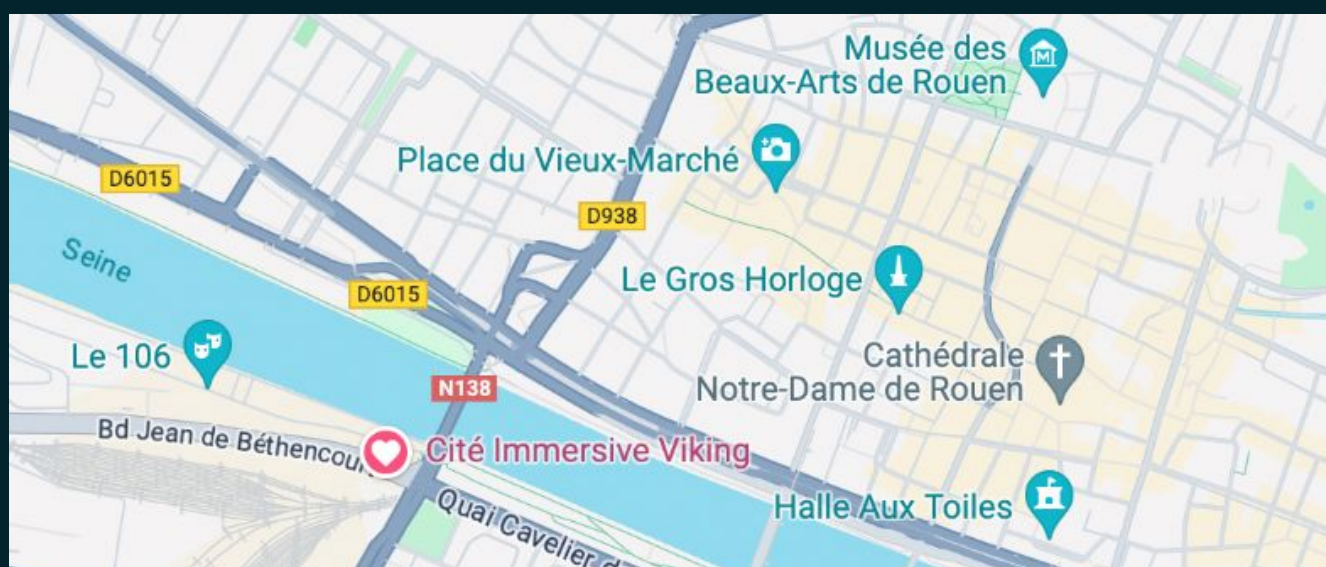 Musée des
Beaux-Arts de Rouen
Place du Vieux-Marché
D6015
D938
Seine
Le Gros Horloge
D6015
Le 106
Cathédrale
Notre-Dame de Rouen
N138
Bd Jean de Béthencou
Cité Immersive Viking
Quai Cavelier d
Halle Aux Toiles